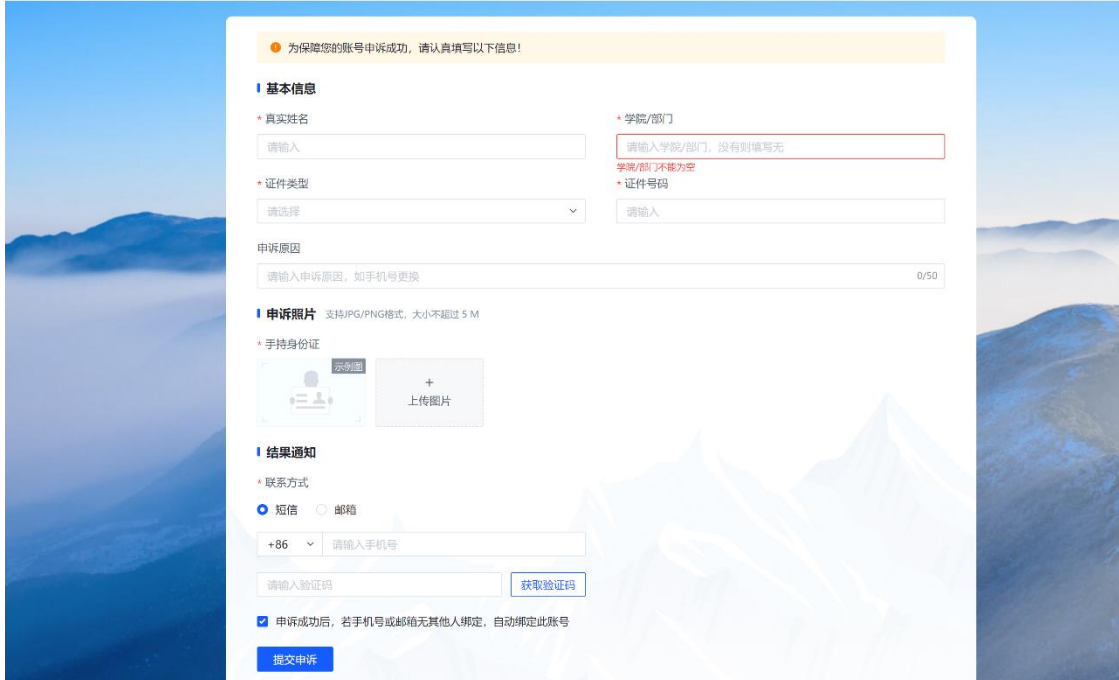 为保障您的账号申诉成功，请认真填写以下信息！
基本信息
* 真实姓名
* 学院/部门
请输入
请输入学院/部门，没有则填写无
学院/部门不能为空
* 证件类型
* 证件号码
请选择
请输入
申诉原因
请输入申诉原因，如手机号更换
0/50
申诉照片 支持JPG/PNG格式，大小不超过 5 M
* 手持身份证
示例图
+
上传图片
结果通知
* 联系方式
短信 邮箱
+86 请输入手机号
请输入验证码 获取验证码
申诉成功后，若手机号或邮箱无其他人绑定，自动绑定此账号
提交申诉